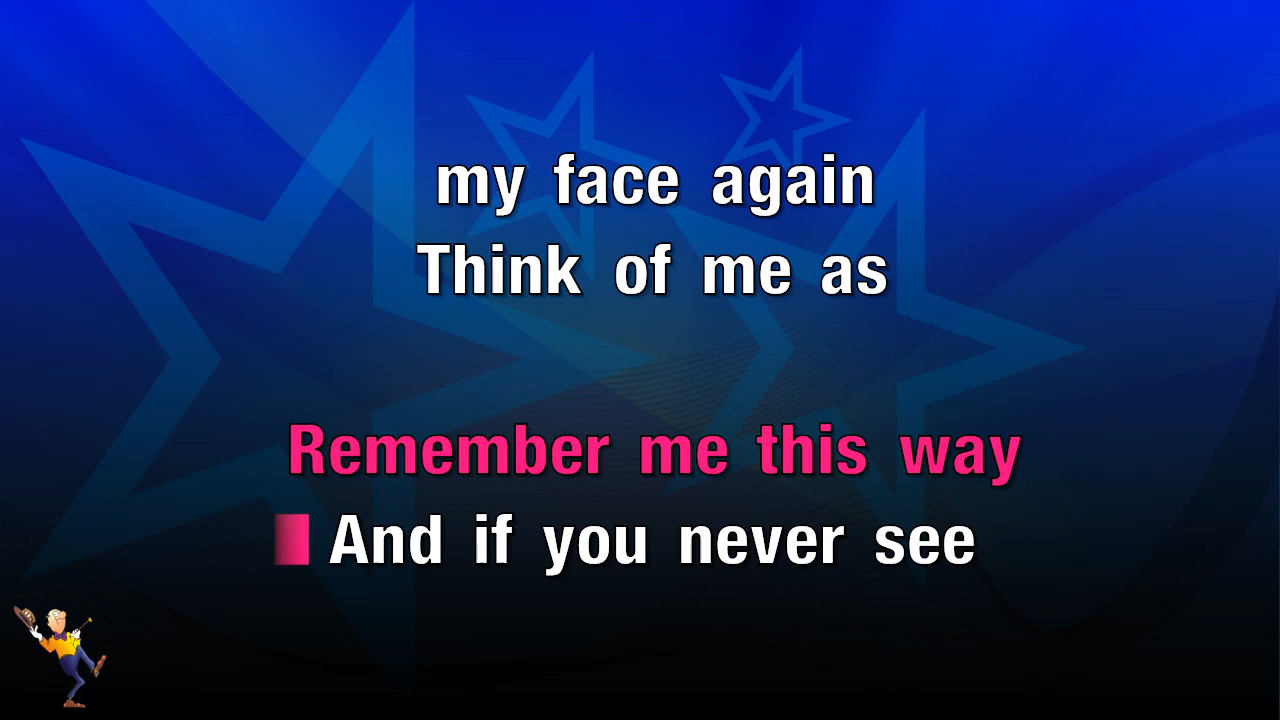 my face again
Think of me as
Remember me this way
And if you never see